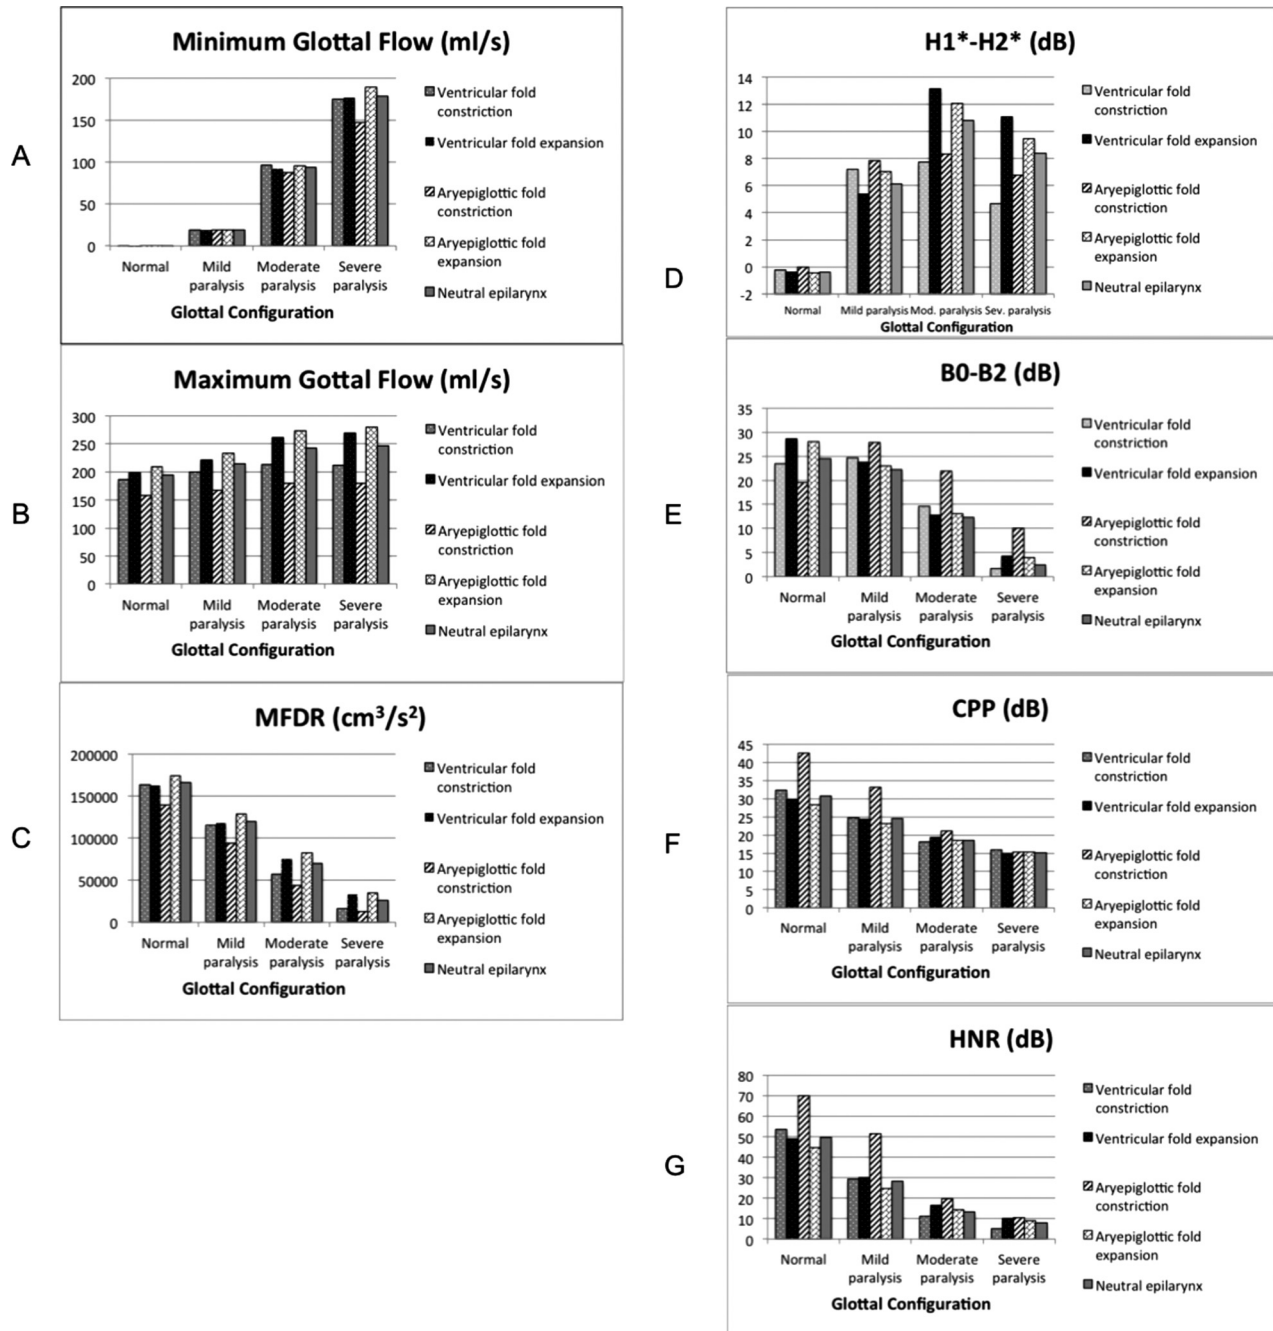 A
Minimum Glottal Flow (ml/s)
200
150
100
50
0
Normal
Mild
paralysis
Moderate
paralysis
Severe
paralysis
Glottal Configuration
Ventricular fold
constriction
Ventricular fold expansion
Aryepiglottic fold
constriction
Aryepiglottic fold
expansion
Neutral epilarynx
B
Maximum Gottal Flow (ml/s)
300
250
200
150
100
50
0
Normal
Mild
paralysis
Moderate
paralysis
Severe
paralysis
Glottal Configuration
Ventricular fold
constriction
Ventricular fold expansion
Aryepiglottic fold
constriction
Aryepiglottic fold
expansion
Neutral epilarynx
C
MFDR (cm³/s²)
200000
150000
100000
50000
0
Normal
Mild
paralysis
Moderate
paralysis
Severe
paralysis
Glottal Configuration
Ventricular fold
constriction
Ventricular fold expansion
Aryepiglottic fold
constriction
Aryepiglottic fold
expansion
Neutral epilarynx
D
H1*-H2* (dB)
14
12
10
8
6
4
2
0
-2
Normal
Mild paralysis
Mod. paralysis
Sev. paralysis
Glottal Configuration
Ventricular fold
constriction
Ventricular fold expansion
Aryepiglottic fold
constriction
Aryepiglottic fold
expansion
Neutral epilarynx
E
B0-B2 (dB)
35
30
25
20
15
10
5
0
Normal
Mild
paralysis
Moderate
paralysis
Severe
paralysis
Glottal Configuration
Ventricular fold
constriction
Ventricular fold expansion
Aryepiglottic fold
constriction
Aryepiglottic fold
expansion
Neutral epilarynx
F
CPP (dB)
45
40
35
30
25
20
15
10
5
0
Normal
Mild
paralysis
Moderate
paralysis
Severe
paralysis
Glottal Configuration
Ventricular fold
constriction
Ventricular fold expansion
Aryepiglottic fold
constriction
Aryepiglottic fold
expansion
Neutral epilarynx
G
HNR (dB)
80
70
60
50
40
30
20
10
0
Normal
Mild
paralysis
Moderate
paralysis
Severe
paralysis
Glottal Configuration
Ventricular fold
constriction
Ventricular fold expansion
Aryepiglottic fold
constriction
Aryepiglottic fold
expansion
Neutral epilarynx